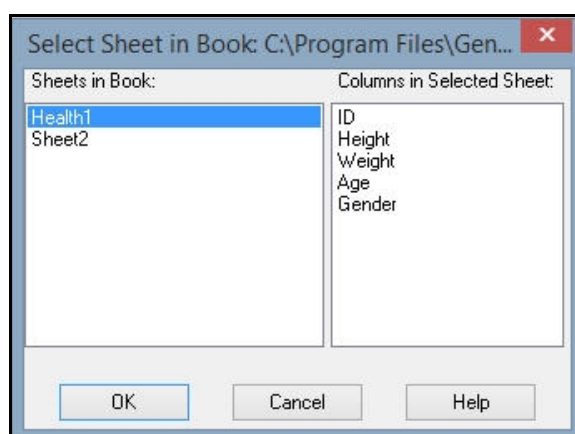 Select Sheet in Book: C:\Program Files\Gen...
Sheets in Book:
Columns in Selected Sheet:
Health1
Sheet2
ID
Height
Weight
Age
Gender
OK
Cancel
Help